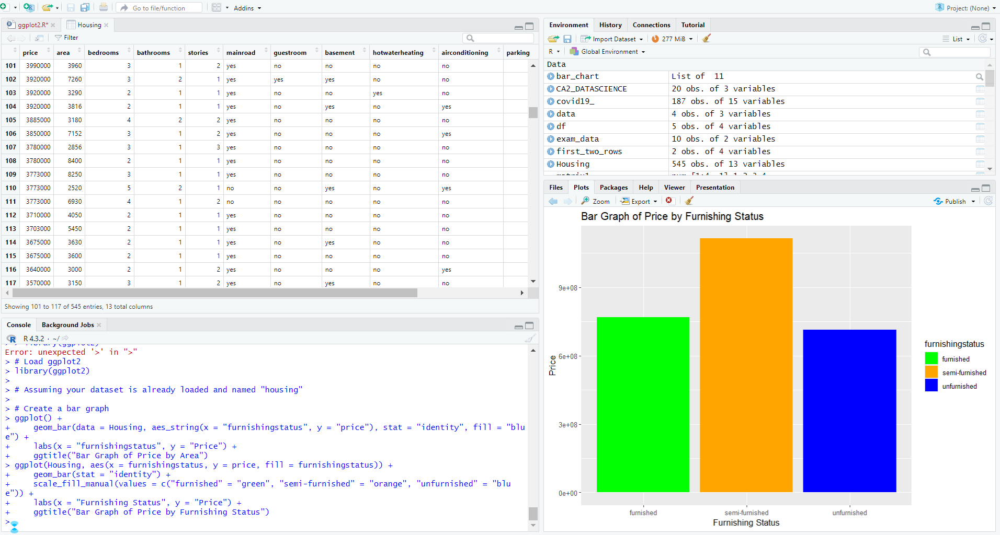 Go to file/function
Addins
Project: (None)
ggplot2.R*
Housing
Filter
price area bedrooms bathrooms stories mainroad guestroom basement hotwaterheating airconditioning parking
101 3990000 3960 3 1 2 yes no no no no
102 3920000 7260 3 2 1 yes yes yes no no
103 3920000 3290 2 1 1 yes no no yes no
104 3920000 3816 2 1 1 yes no yes no yes
105 3885000 3180 4 2 2 yes no no no no
106 3850000 7152 3 1 2 yes no no no yes
107 3780000 2856 3 1 3 yes no no no no
108 3780000 8400 2 1 1 yes no no no no
109 3773000 8250 3 1 1 yes no no no no
110 3773000 2520 5 2 1 no no yes no yes
111 3773000 6930 4 1 2 no no no no no
112 3710000 4050 2 1 1 yes no no no no
113 3703000 5450 2 1 1 yes no no no no
114 3675000 3630 2 1 1 yes no yes no no
115 3675000 3600 2 1 1 yes no no no no
116 3640000 3000 2 1 2 yes no no no yes
117 3570000 3150 3 1 2 yes no yes no no
Showing 101 to 117 of 545 entries, 13 total columns
Console
Background Jobs
R 4.3.2 · ~/
> > library(ggplot2)
Error: unexpected '>' in ">"
> # Load ggplot2
> library(ggplot2)
>
> # Assuming your dataset is already loaded and named "housing"
>
> # Create a bar graph
> ggplot() +
+     geom_bar(data = Housing, aes_string(x = "furnishingstatus", y = "price"), stat = "identity", fill = "blu
e") +
+     labs(x = "furnishingstatus", y = "Price") +
+     ggtitle("Bar Graph of Price by Area")
> ggplot(Housing, aes(x = furnishingstatus, y = price, fill = furnishingstatus)) +
+     geom_bar(stat = "identity") +
+     scale_fill_manual(values = c("furnished" = "green", "semi-furnished" = "orange", "unfurnished" = "blu
e")) +
+     labs(x = "Furnishing Status", y = "Price") +
+     ggtitle("Bar Graph of Price by Furnishing Status")
>
Environment History Connections Tutorial
Import Dataset 277 MiB List
R Global Environment
Data
bar_chart List of 11
CA2_DATASCIENCE 20 obs. of 3 variables
covid19_ 187 obs. of 15 variables
data 4 obs. of 3 variables
df 5 obs. of 4 variables
exam_data 10 obs. of 2 variables
first_two_rows 2 obs. of 4 variables
Housing 545 obs. of 13 variables
matrix1 num [1:4, 1] 1 2 3 4
Files Plots Packages Help Viewer Presentation
Zoom Export Publish
Bar Graph of Price by Furnishing Status
9e+08
6e+08
3e+08
0e+00
Price
furnished semi-furnished unfurnished
Furnishing Status
furnishingstatus
furnished
semi-furnished
unfurnished